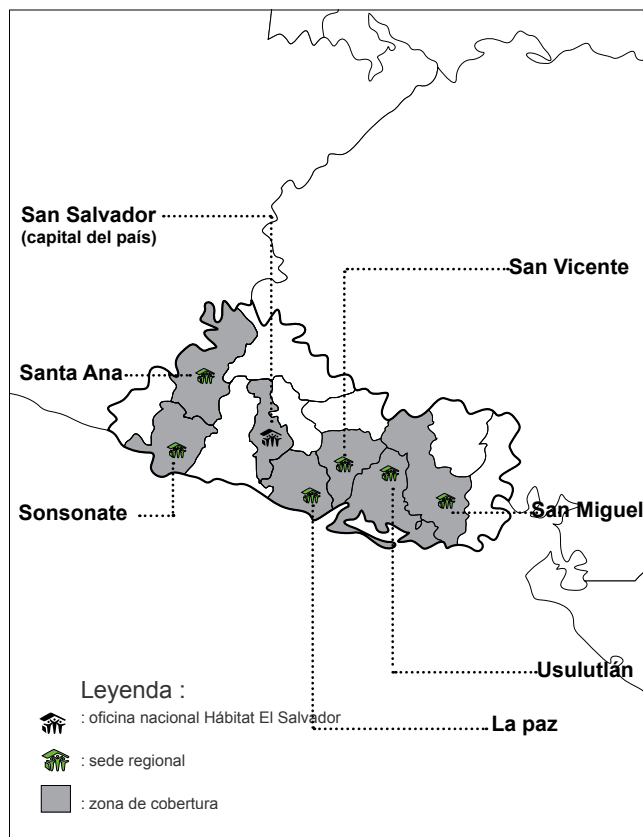 San Salvador
(capital del país)
San Vicente
Santa Ana
Sonsonate
San Miguel
Usulutlán
La paz
Leyenda :
: oficina nacional Hábitat El Salvador
: sede regional
: zona de cobertura